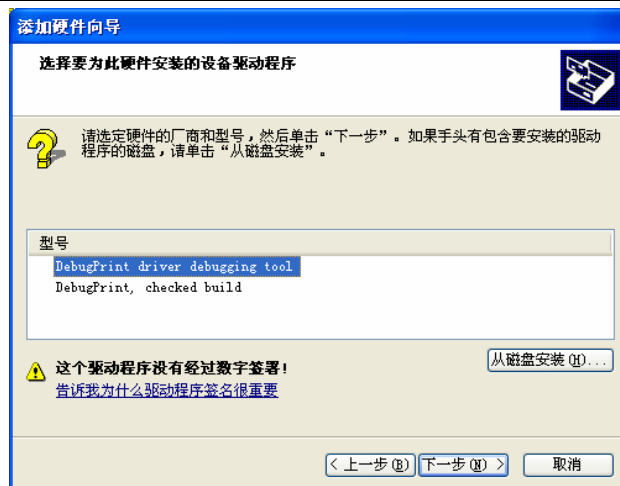 添加硬件向导
选择要为此硬件安装的设备驱动程序
请选定硬件的厂商和型号，然后单击“下一步”。如果手头有包含要安装的驱动
程序的磁盘，请单击“从磁盘安装”。
型号
DebugPrint driver debugging tool
DebugPrint, checked build
这个驱动程序没有经过数字签署!
从磁盘安装(H)...
告诉我为什么驱动程序签名很重要
< 上一步(B)
下一步(N) >
取消